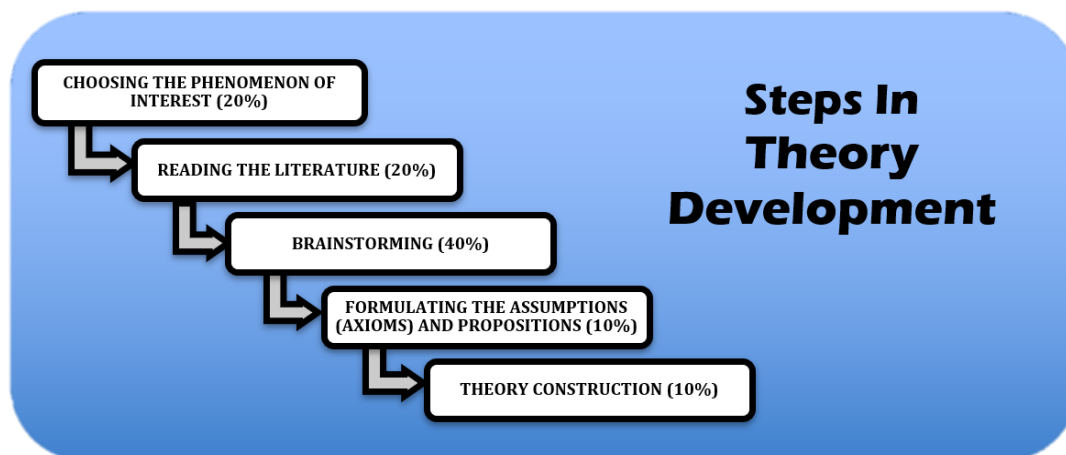 CHOOSING THE PHENOMENON OF
INTEREST (20%)
READING THE LITERATURE (20%)
BRAINSTORMING (40%)
FORMULATING THE ASSUMPTIONS
(AXIOMS) AND PROPOSITIONS (10%)
THEORY CONSTRUCTION (10%)
Steps In
Theory
Development